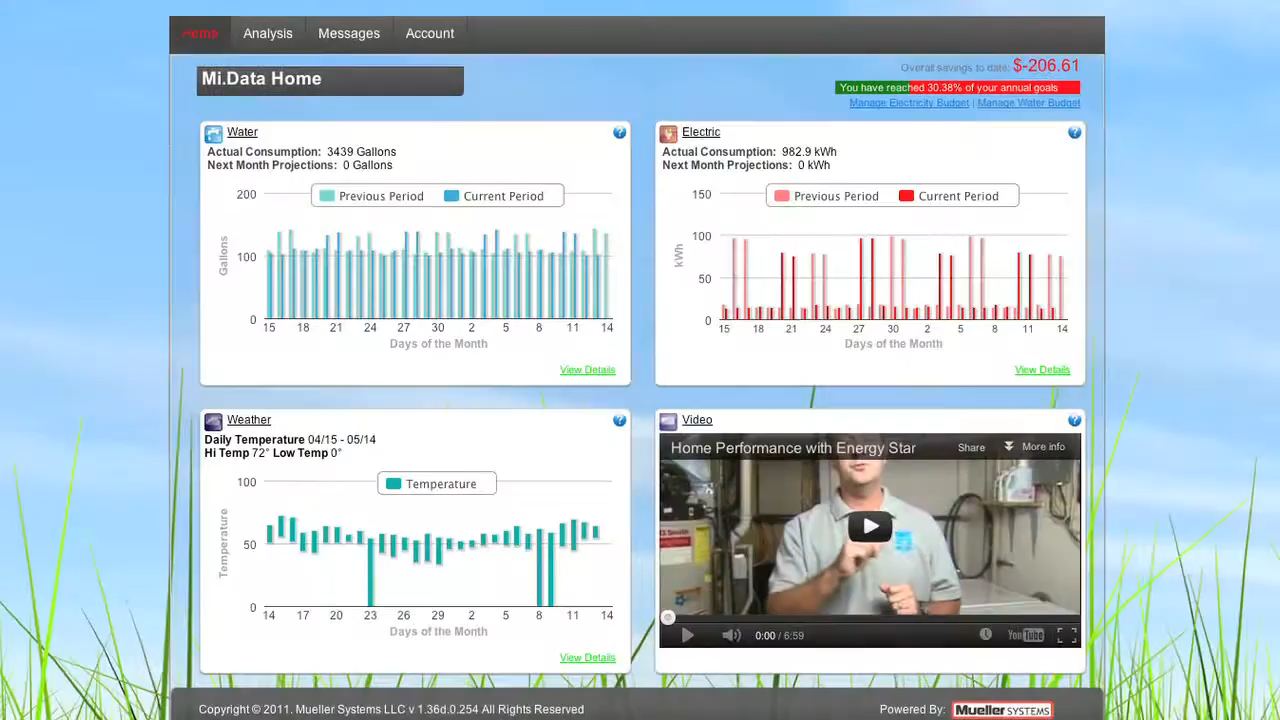 Home Analysis Messages Account
Mi.Data Home
Overall savings to date: $-206.61
You have reached 30.38% of your annual goals
Manage Electricity Budget | Manage Water Budget
Water ?
Actual Consumption: 3439 Gallons
Next Month Projections: 0 Gallons
Previous Period Current Period
200
100
0
Gallons
15 18 21 24 27 30 2 5 8 11 14
Days of the Month
View Details
Electric ?
Actual Consumption: 982.9 kWh
Next Month Projections: 0 kWh
Previous Period Current Period
150
100
50
0
kWh
15 18 21 24 27 30 2 5 8 11 14
Days of the Month
View Details
Weather ?
Daily Temperature 04/15 - 05/14
Hi Temp 72° Low Temp 0°
Temperature
100
50
0
Temperature
14 17 20 23 26 29 2 5 8 11 14
Days of the Month
View Details
Video ?
Home Performance with Energy Star Share More info
0:00 / 6:59 YouTube
Copyright © 2011. Mueller Systems LLC v 1.36d.0.254 All Rights Reserved
Powered By: Mueller SYSTEMS